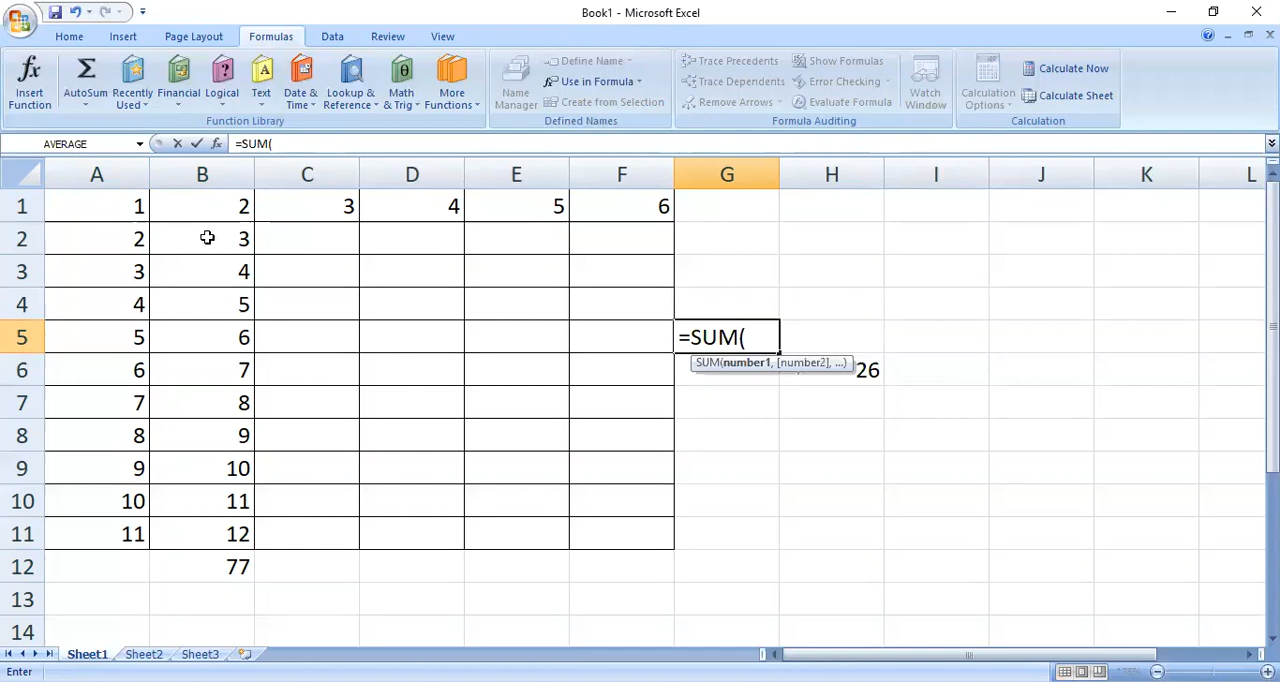 Book1 - Microsoft Excel
Home Insert Page Layout Formulas Data Review View
Insert Function
AutoSum
Recently Used
Financial
Logical
Text
Date & Time
Lookup & Reference
Math & Trig
More Functions
Function Library
Name Manager
Define Name
Use in Formula
Create from Selection
Defined Names
Trace Precedents
Trace Dependents
Remove Arrows
Show Formulas
Error Checking
Evaluate Formula
Formula Auditing
Watch Window
Calculation Options
Calculate Now
Calculate Sheet
Calculation
AVERAGE fx =SUM(
A B C D E F G H I J K L
1 1 2 3 4 5 6
2 2 3
3 3 4
4 4 5
5 5 6 =SUM(
SUM(number1, [number2], ...)
6 6 7 26
7 7 8
8 8 9
9 9 10
10 10 11
11 11 12
12 77
13
14
Sheet1 Sheet2 Sheet3
Enter